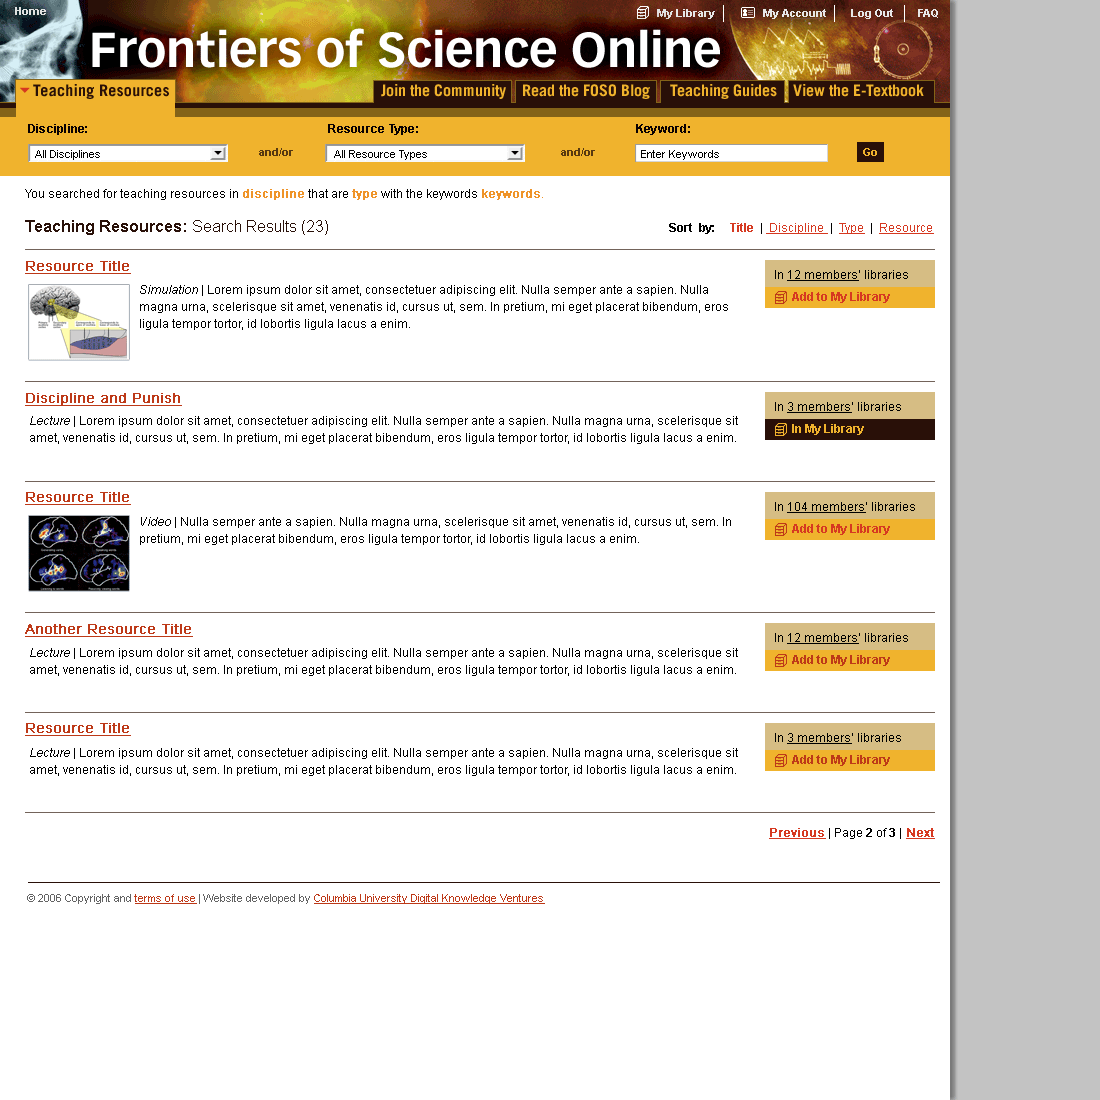 Home
My Library
My Account
Log Out
FAQ
Frontiers of Science Online
Teaching Resources
Join the Community
Read the FOSO Blog
Teaching Guides
View the E-Textbook
Discipline:
Resource Type:
Keyword:
All Disciplines
and/or
All Resource Types
and/or
Enter Keywords
Go
You searched for teaching resources in discipline that are type with the keywords keywords.
Teaching Resources: Search Results (23)
Sort by: Title | Discipline | Type | Resource
Resource Title
Simulation | Lorem ipsum dolor sit amet, consectetuer adipiscing elit. Nulla semper ante a sapien. Nulla
magna urna, scelerisque sit amet, venenatis id, cursus ut, sem. In pretium, mi eget placerat bibendum, eros
ligula tempor tortor, id lobortis ligula lacus a enim.
In 12 members' libraries
Add to My Library
Discipline and Punish
Lecture | Lorem ipsum dolor sit amet, consectetuer adipiscing elit. Nulla semper ante a sapien. Nulla magna urna, scelerisque sit
amet, venenatis id, cursus ut, sem. In pretium, mi eget placerat bibendum, eros ligula tempor tortor, id lobortis ligula lacus a enim.
In 3 members' libraries
In My Library
Resource Title
Video | Nulla semper ante a sapien. Nulla magna urna, scelerisque sit amet, venenatis id, cursus ut, sem. In
pretium, mi eget placerat bibendum, eros ligula tempor tortor, id lobortis ligula lacus a enim.
In 104 members' libraries
Add to My Library
Another Resource Title
Lecture | Lorem ipsum dolor sit amet, consectetuer adipiscing elit. Nulla semper ante a sapien. Nulla magna urna, scelerisque sit
amet, venenatis id, cursus ut, sem. In pretium, mi eget placerat bibendum, eros ligula tempor tortor, id lobortis ligula lacus a enim.
In 12 members' libraries
Add to My Library
Resource Title
Lecture | Lorem ipsum dolor sit amet, consectetuer adipiscing elit. Nulla semper ante a sapien. Nulla magna urna, scelerisque sit
amet, venenatis id, cursus ut, sem. In pretium, mi eget placerat bibendum, eros ligula tempor tortor, id lobortis ligula lacus a enim.
In 3 members' libraries
Add to My Library
Previous | Page 2 of 3 | Next
© 2006 Copyright and terms of use | Website developed by Columbia University Digital Knowledge Ventures.